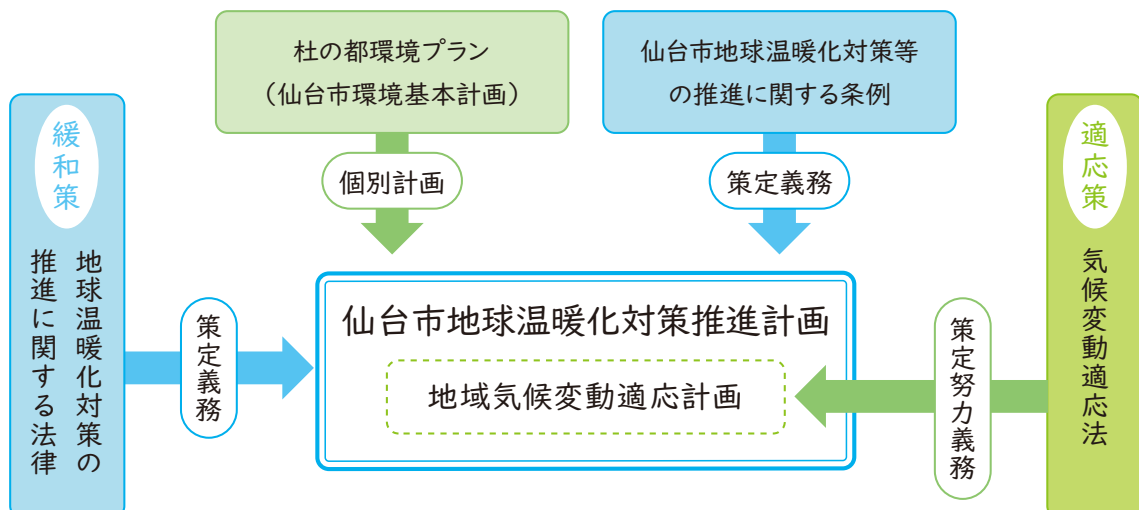 杜の都環境プラン
（仙台市環境基本計画）
仙台市地球温暖化対策等
の推進に関する条例
緩和策
地球温暖化対策の
推進に関する法律
個別計画
策定義務
適応策
気候変動適応法
策定義務
仙台市地球温暖化対策推進計画
地域気候変動適応計画
策定努力義務